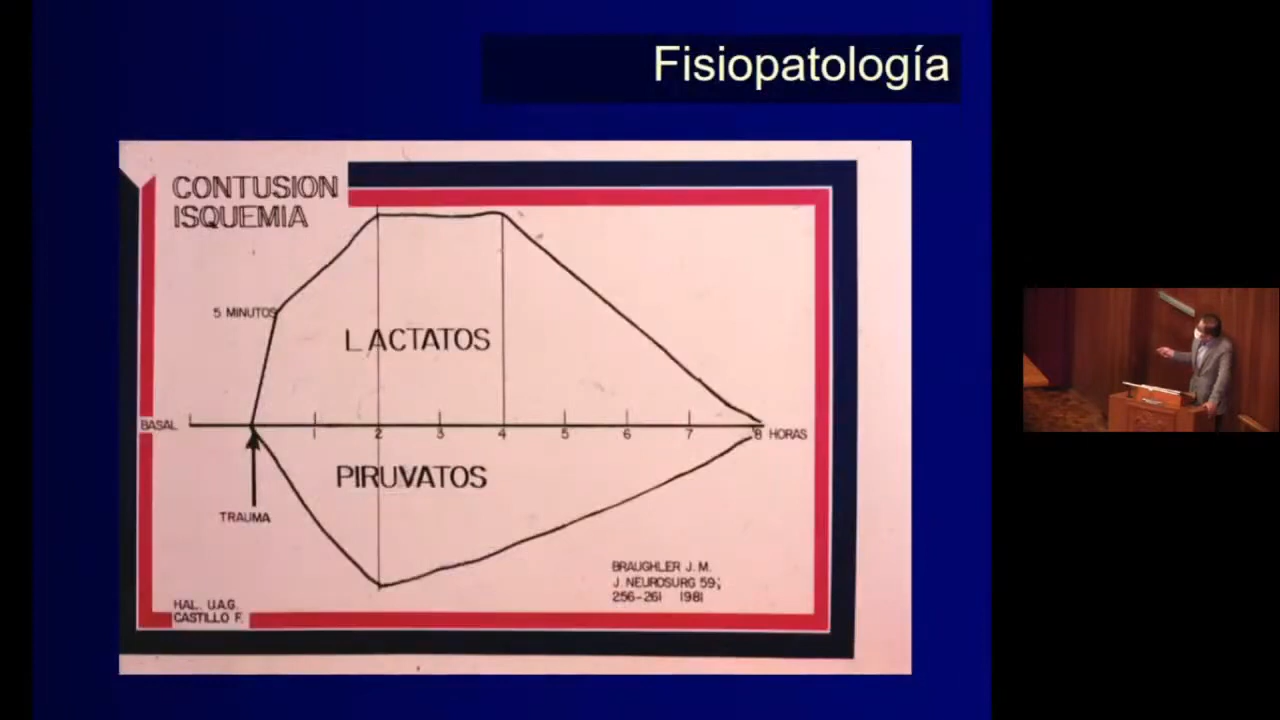 Fisiopatología
CONTUSION
ISQUEMIA
5 MINUTOS
LACTATOS
BASAL
1 2 3 4 5 6 7 8 HORAS
PIRUVATOS
TRAUMA
BRAUGHLER J. M.
J. NEUROSURG 59;
256-261 1981
HAL. U.A.G.
CASTILLO F.